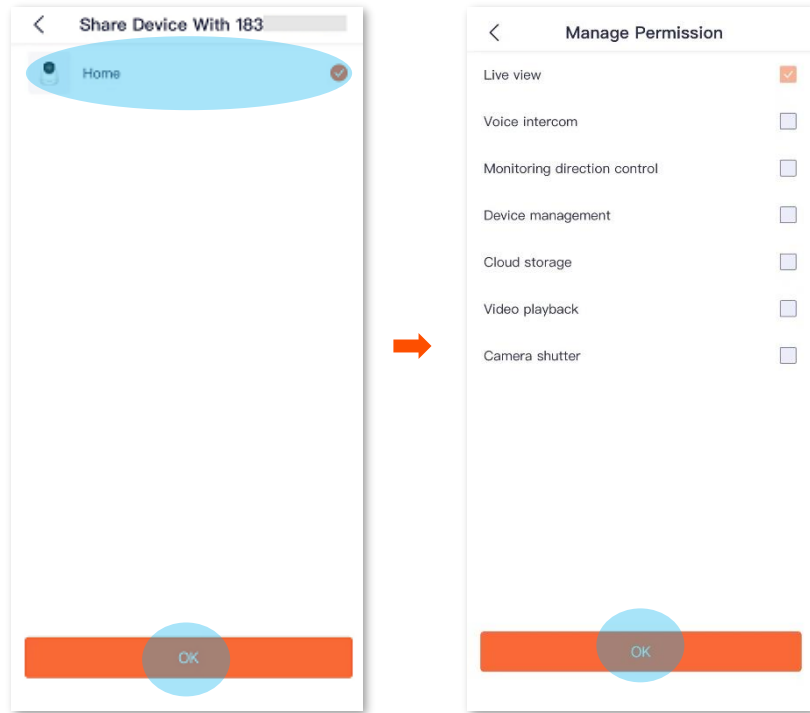 Share Device With 183
Home
OK
Manage Permission
Live view
Voice intercom
Monitoring direction control
Device management
Cloud storage
Video playback
Camera shutter
OK